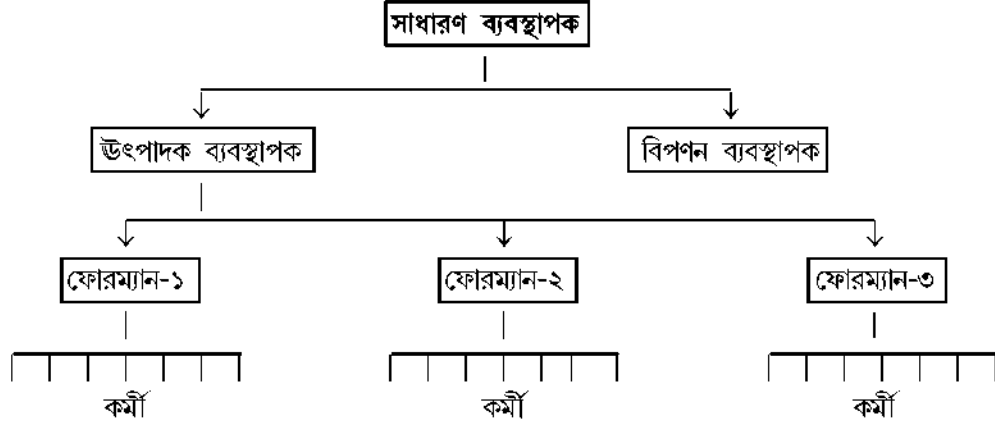 সাধারণ ব্যবস্থাপক
উৎপাদক ব্যবস্থাপক
বিপণন ব্যবস্থাপক
ফোরম্যান-১
ফোরম্যান-২
ফোরম্যান-৩
কর্মী
কর্মী
কর্মী